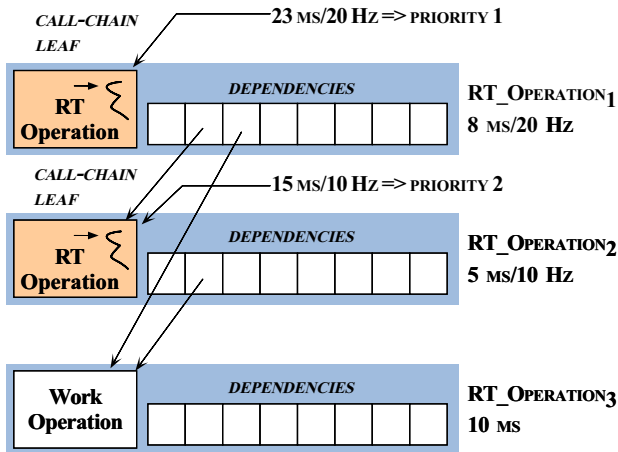 CALL-CHAIN
LEAF
23 MS/20 HZ => PRIORITY 1
RT
Operation
DEPENDENCIES
RT_OPERATION1
8 MS/20 HZ
CALL-CHAIN
LEAF
15 MS/10 HZ => PRIORITY 2
RT
Operation
DEPENDENCIES
RT_OPERATION2
5 MS/10 HZ
Work
Operation
DEPENDENCIES
RT_OPERATION3
10 MS